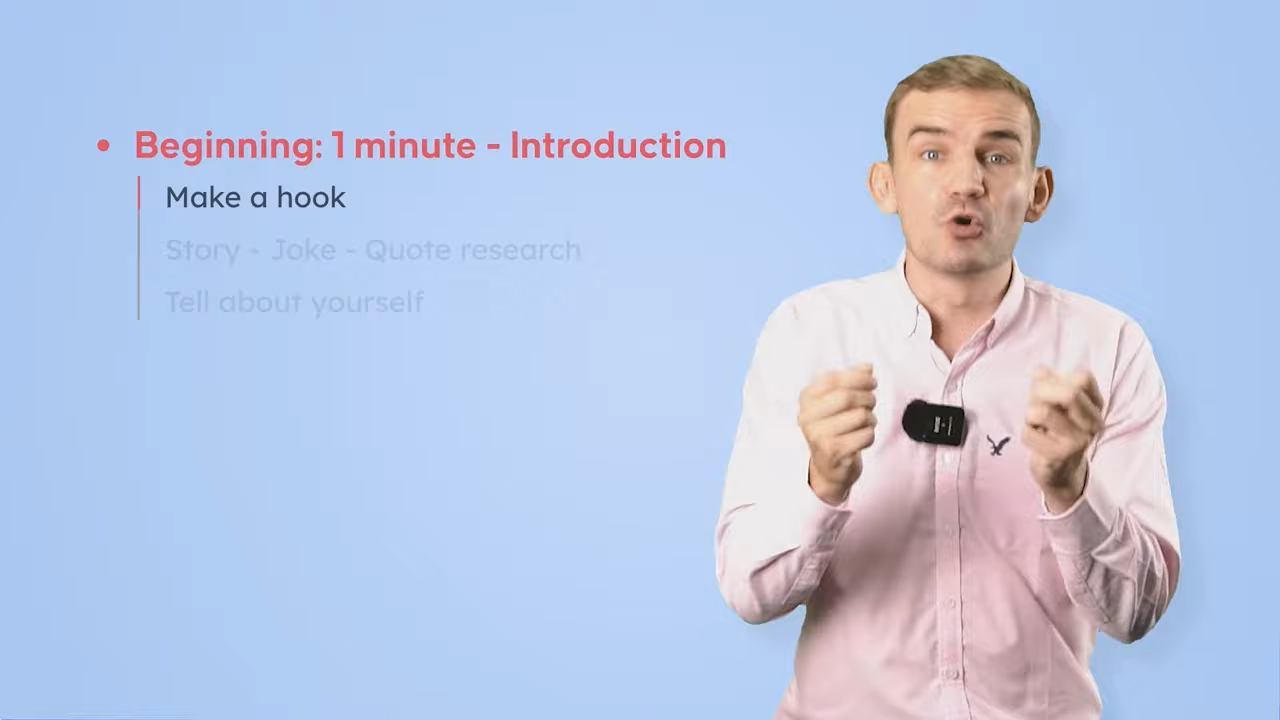 • Beginning: 1 minute - Introduction
Make a hook
Story - Joke - Quote research
Tell about yourself